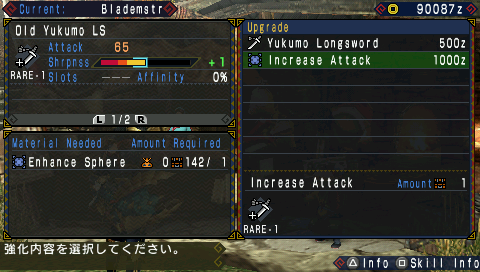 Current: Blademstr
90087z
Old Yukumo LS
Attack 65
Shrpnss +1
RARE-1 Slots --- Affinity 0%
L 1/2 R
Material Needed Amount Required
Enhance Sphere 0 142/ 1
Upgrade
Yukumo Longsword 500z
Increase Attack 1000z
Increase Attack Amount 1
RARE-1
強化内容を選択してください。
△Info □Skill Info